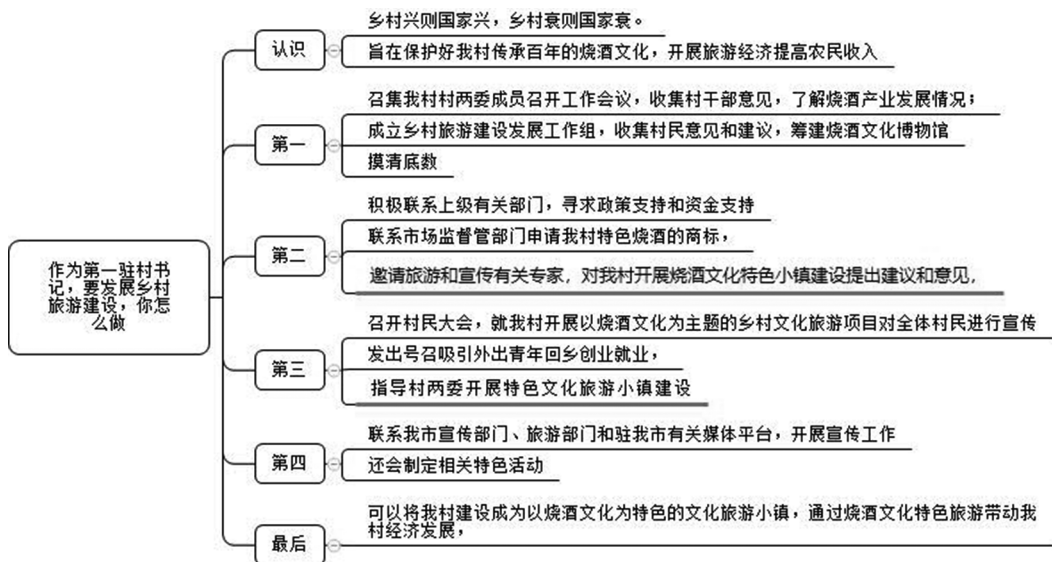 作为第一驻村书
记，要发展乡村
旅游建设，你怎
么做
认识
乡村兴则国家兴，乡村衰则国家衰。
旨在保护好我村传承百年的烧酒文化，开展旅游经济提高农民收入
第一
召集我村村两委成员召开工作会议，收集村干部意见，了解烧酒产业发展情况；
成立乡村旅游建设发展工作组，收集村民意见和建议，筹建烧酒文化博物馆
摸清底数
第二
积极联系上级有关部门，寻求政策支持和资金支持
联系市场监督管部门申请我村特色烧酒的商标，
邀请旅游和宣传有关专家，对我村开展烧酒文化特色小镇建设提出建议和意见，
第三
召开村民大会，就我村开展以烧酒文化为主题的乡村文化旅游项目对全体村民进行宣传
发出号召吸引外出青年回乡创业就业，
指导村两委开展特色文化旅游小镇建设
第四
联系我市宣传部门、旅游部门和驻我市有关媒体平台，开展宣传工作
还会制定相关特色活动
最后
可以将我村建设成为以烧酒文化为特色的文化旅游小镇，通过烧酒文化特色旅游带动我
村经济发展，